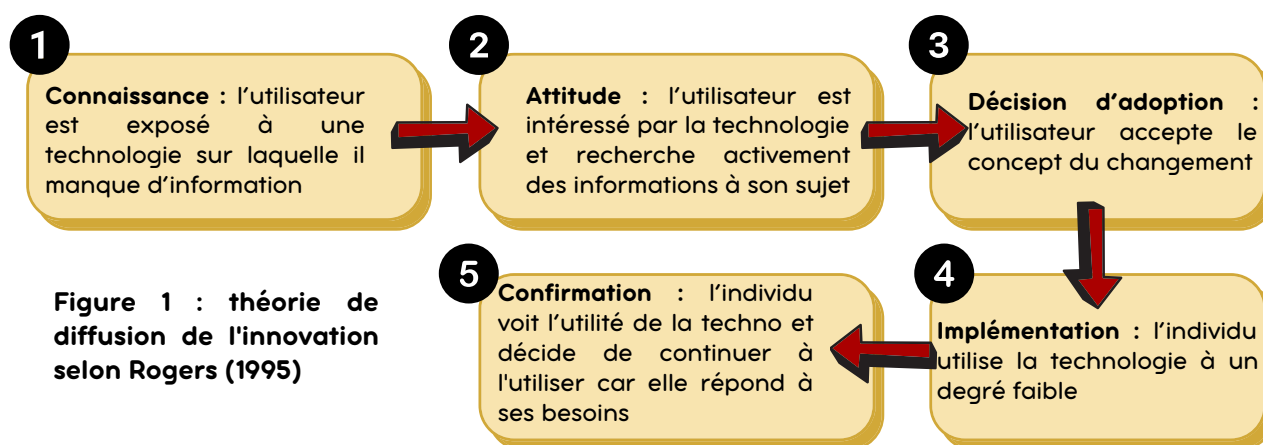 1
Connaissance : l’utilisateur
est exposé à une
technologie sur laquelle il
manque d’information
2
Attitude : l’utilisateur est
intéressé par la technologie
et recherche activement
des informations à son sujet
3
Décision d’adoption :
l’utilisateur accepte le
concept du changement
4
Implémentation : l’individu
utilise la technologie à un
degré faible
5
Confirmation : l’individu
voit l’utilité de la techno et
décide de continuer à
l'utiliser car elle répond à
ses besoins
Figure 1 : théorie de
diffusion de l'innovation
selon Rogers (1995)